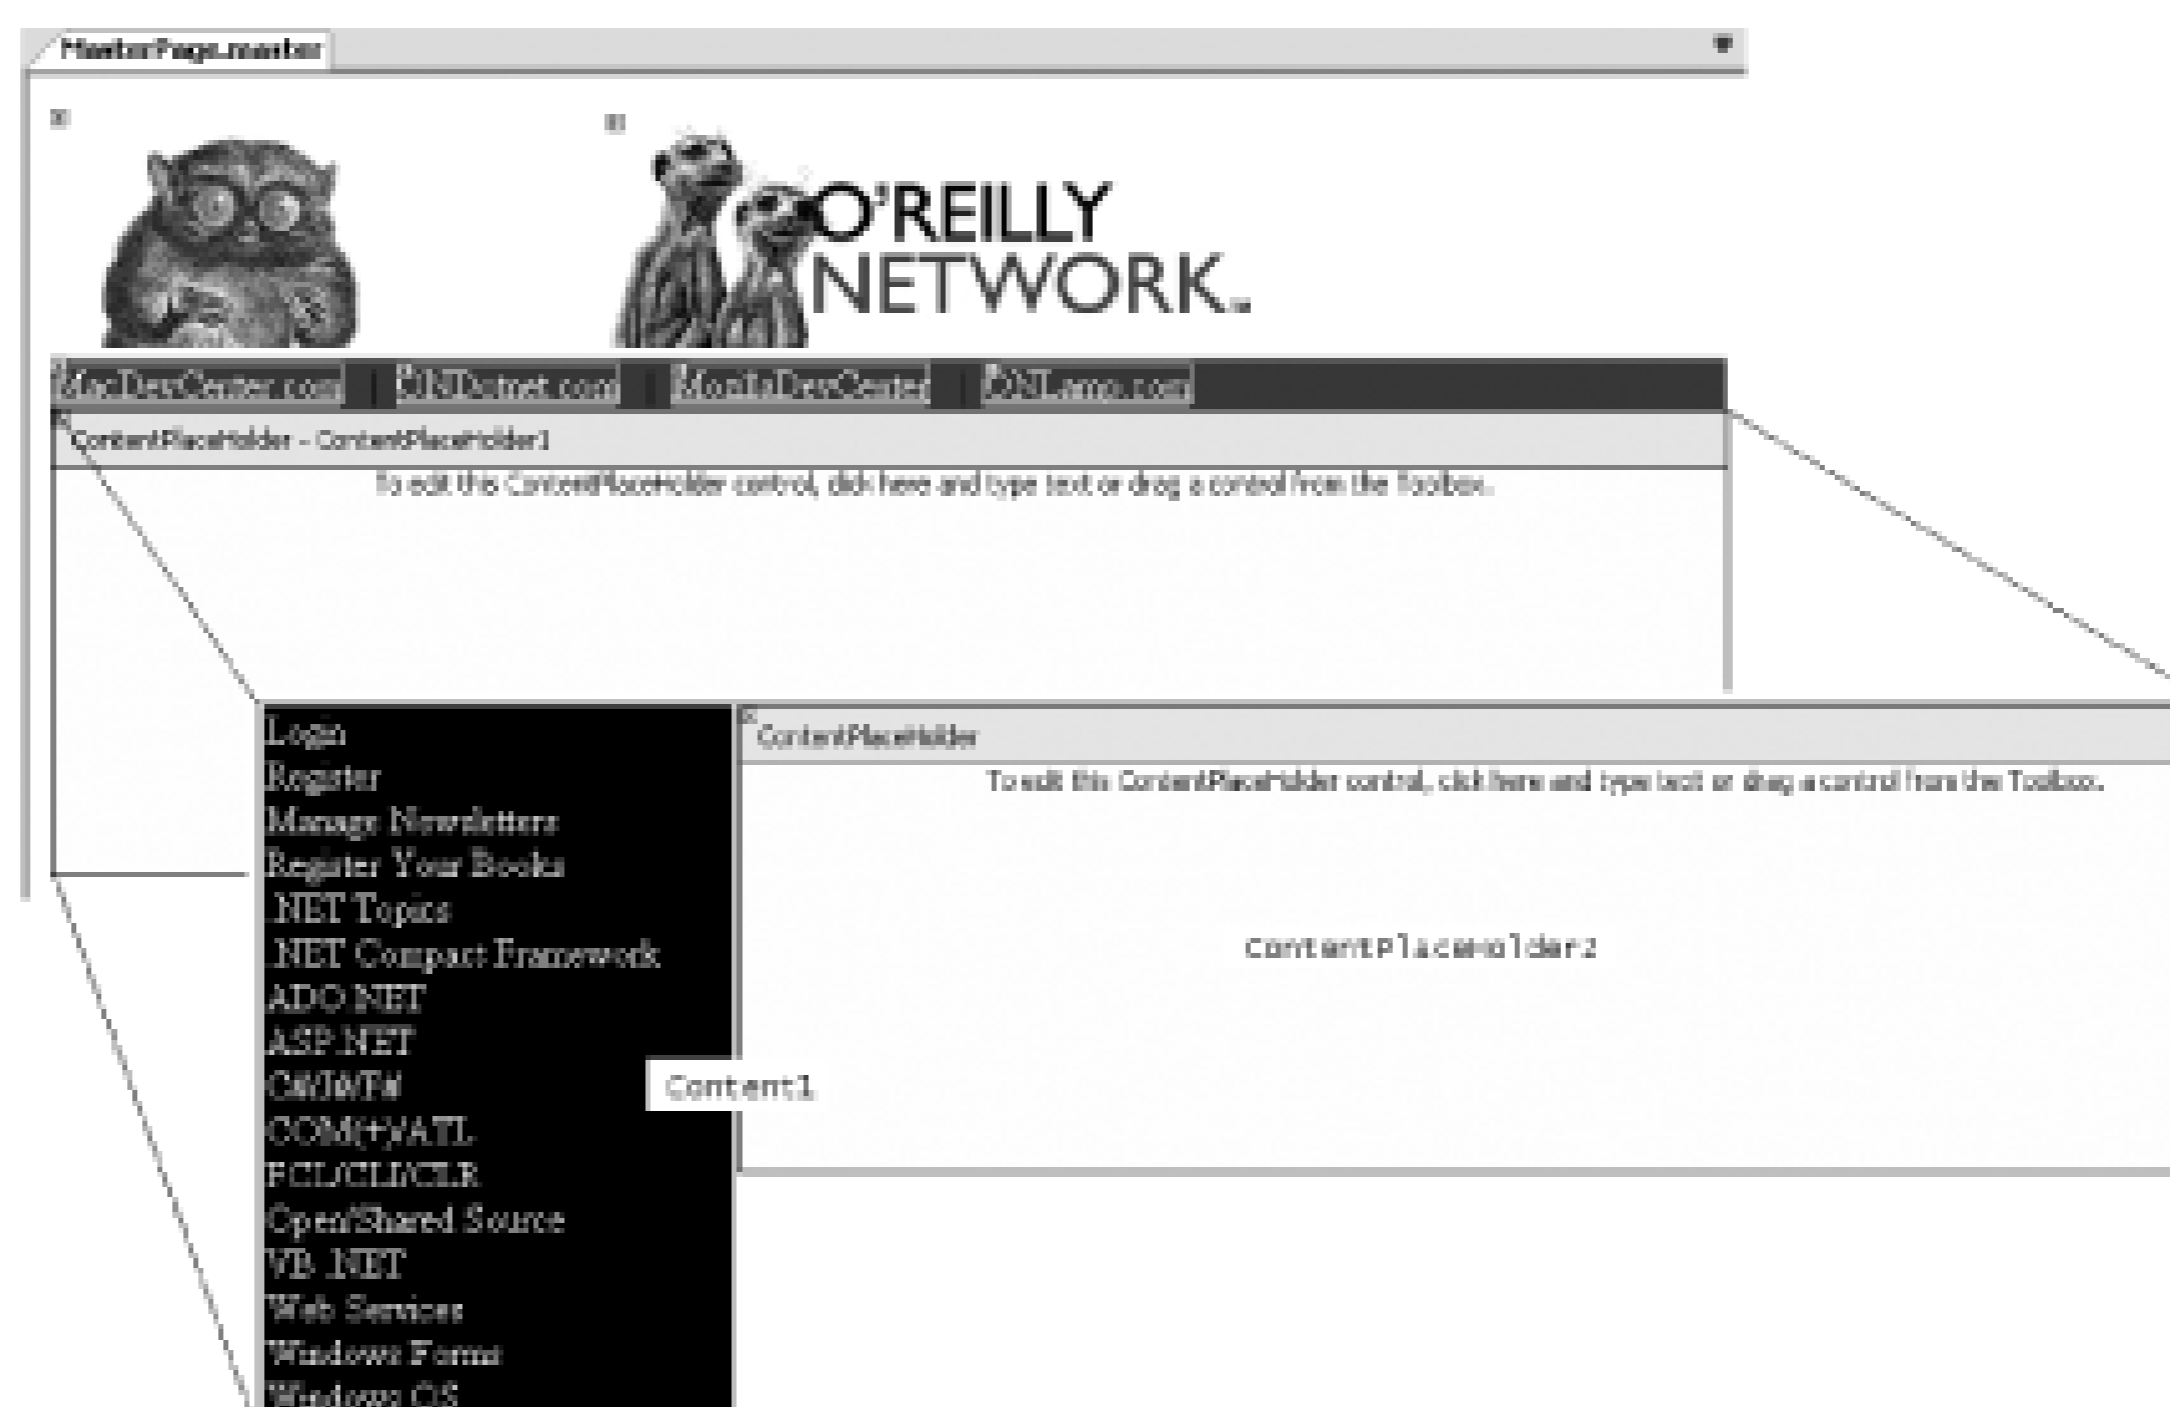 MasterPage.master
O'REILLY
NETWORK
MacDevCenter.com | ONDotnet.com | MozillaDevCenter | ONLamp.com
ContentPlaceHolder - ContentPlaceHolder1
To edit this ContentPlaceHolder control, click here and type text or drag a control from the Toolbox.
Login
Register
Manage Newsletters
Register Your Books
.NET Topics
.NET Compact Framework
ADO.NET
ASP.NET
C#/J#/F#
COM(+)/ATL
FCL/CLI/CLR
Open/Shared Source
VB .NET
Web Services
Windows Forms
Windows OS
ContentPlaceHolder
To edit this ContentPlaceHolder control, click here and type text or drag a control from the Toolbox.
ContentPlaceHolder2
Content1